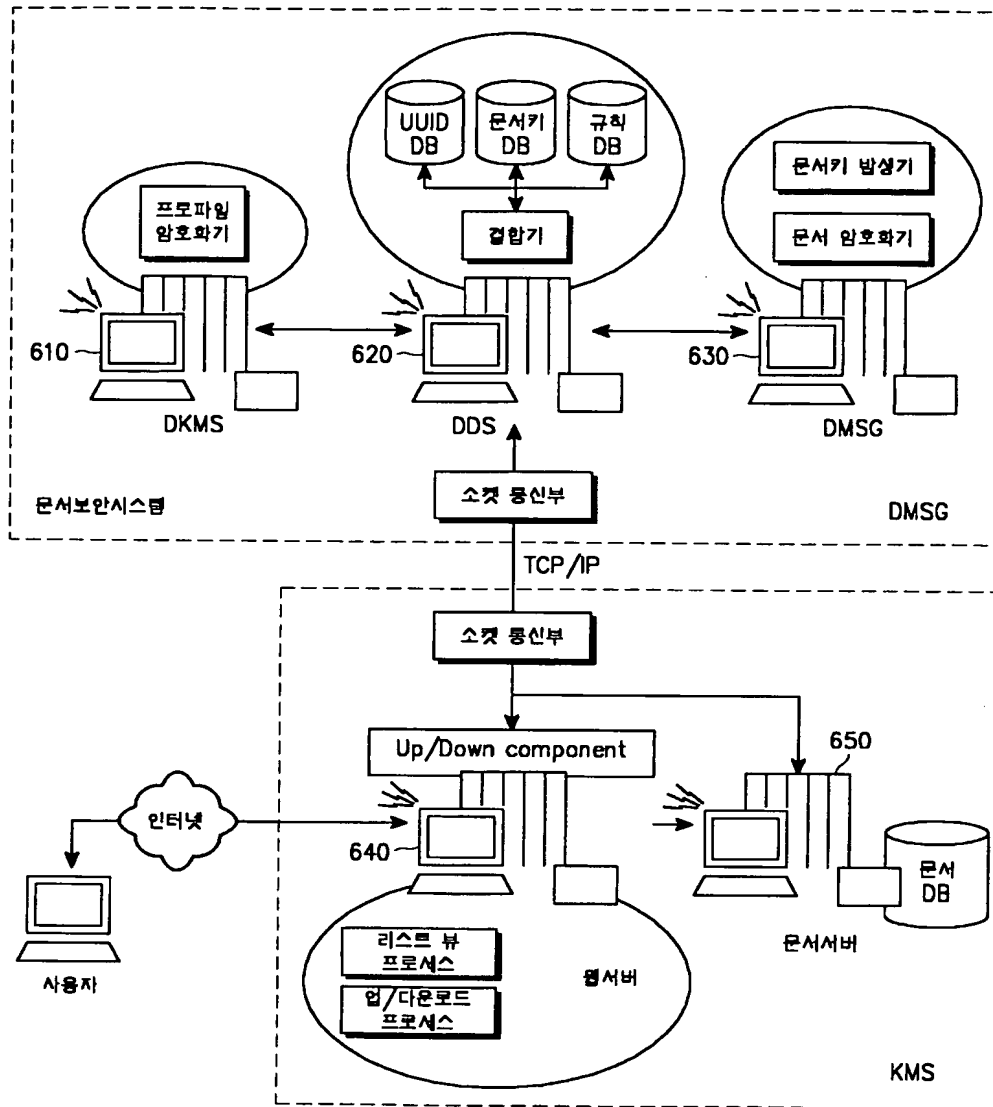 UUID
DB
문서키
DB
규칙
DB
결합기
프로파일
암호화기
문서키 발생기
문서 암호화기
610
620
630
DKMS
DDS
DMSG
문서보안시스템
소켓 통신부
DMSG
TCP/IP
소켓 통신부
Up/Down component
650
인터넷
640
문서
DB
사용자
문서서버
리스트 뷰
프로세스
웹서버
업/다운로드
프로세스
KMS